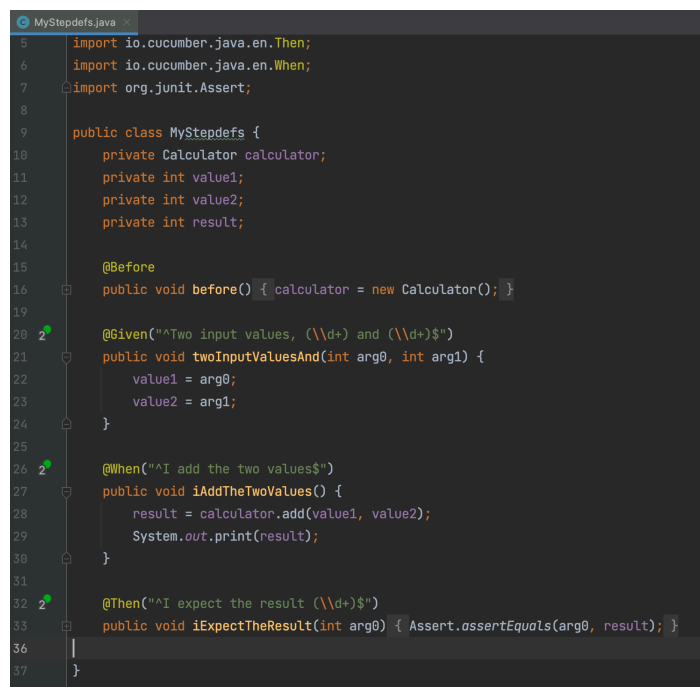 MyStepdefs.java
5 import io.cucumber.java.en.Then;
6 import io.cucumber.java.en.When;
7 import org.junit.Assert;
8
9 public class MyStepdefs {
10     private Calculator calculator;
11     private int value1;
12     private int value2;
13     private int result;
14
15     @Before
16     public void before() { calculator = new Calculator(); }
19
20 2     @Given("^Two input values, (\\d+) and (\\d+)$")
21     public void twoInputValuesAnd(int arg0, int arg1) {
22         value1 = arg0;
23         value2 = arg1;
24     }
25
26 2     @When("^I add the two values$")
27     public void iAddTheTwoValues() {
28         result = calculator.add(value1, value2);
29         System.out.print(result);
30     }
31
32 2     @Then("^I expect the result (\\d+)$")
33     public void iExpectTheResult(int arg0) { Assert.assertEquals(arg0, result); }
36
37 }